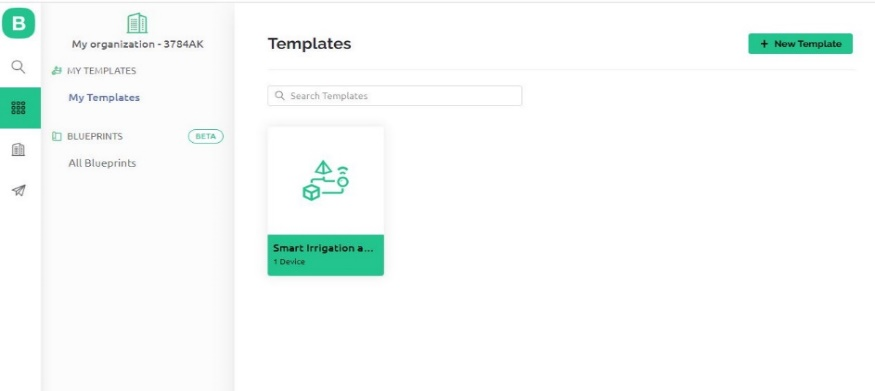 B
My organization - 3784AK
MY TEMPLATES
My Templates
BLUEPRINTS BETA
All Blueprints
Templates
+ New Template
Search Templates
Smart Irrigation a...
1 Device